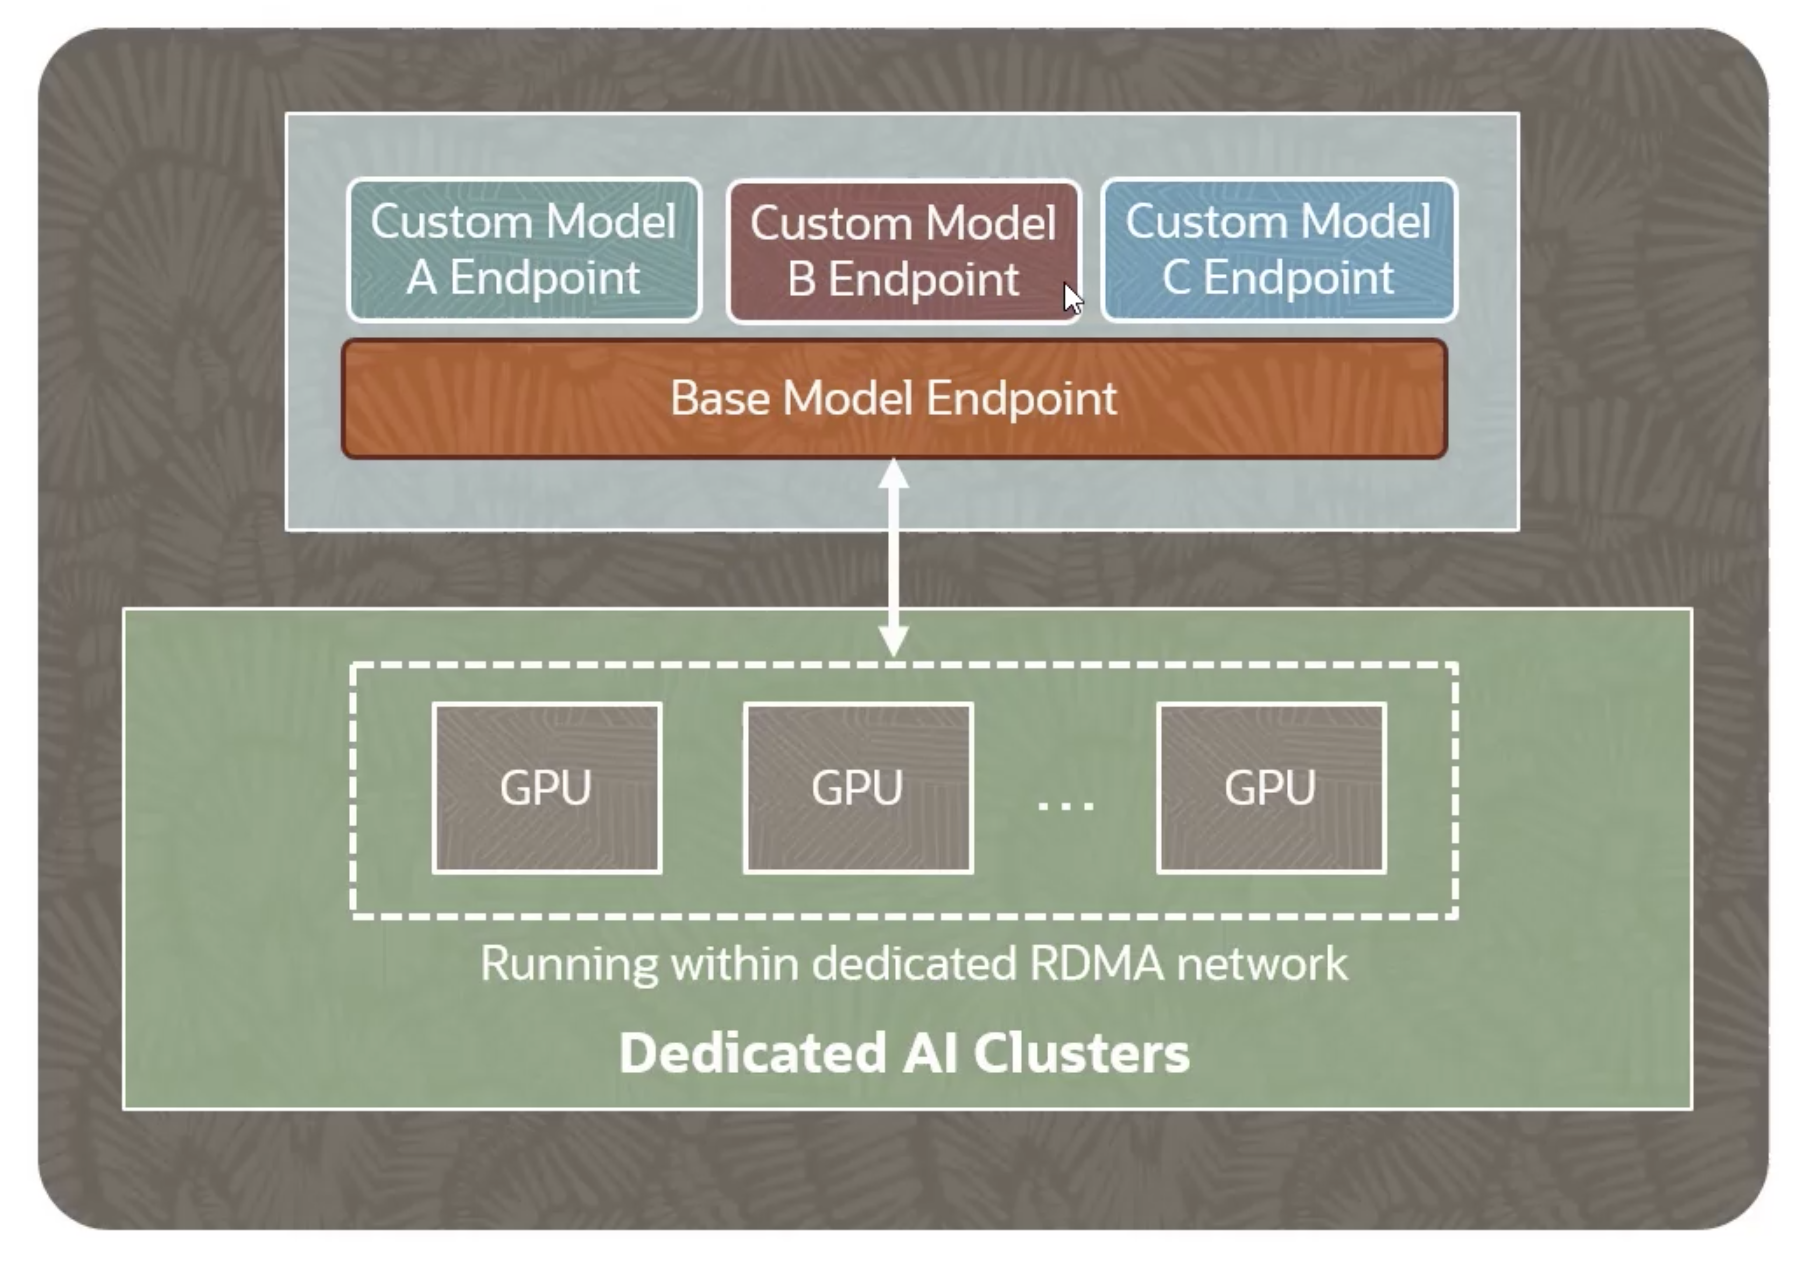 Custom Model
A Endpoint
Custom Model
B Endpoint
Custom Model
C Endpoint
Base Model Endpoint
GPU
GPU
...
GPU
Running within dedicated RDMA network
Dedicated AI Clusters